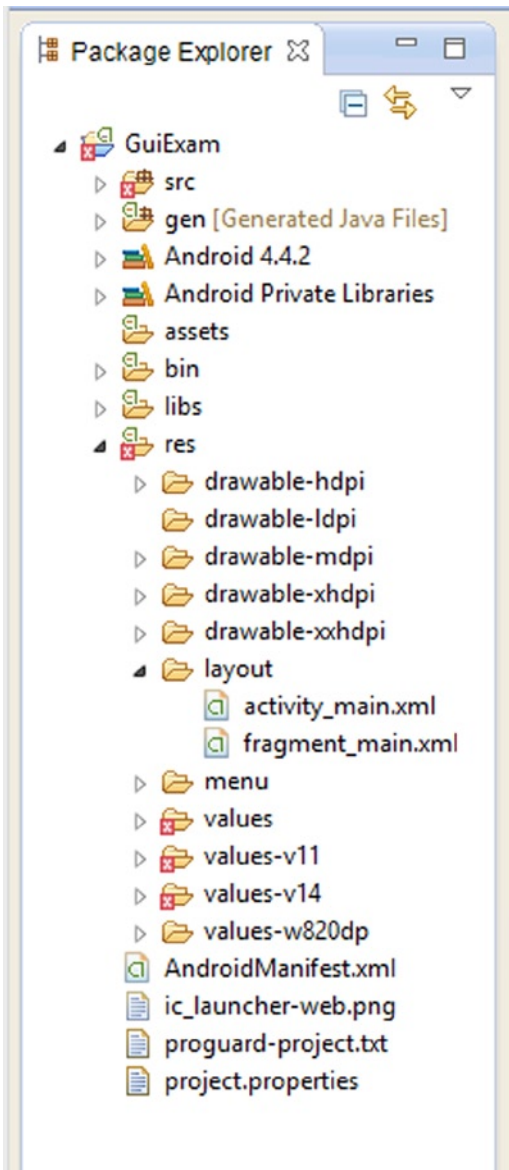 Package Explorer
GuiExam
src
gen [Generated Java Files]
Android 4.4.2
Android Private Libraries
assets
bin
libs
res
drawable-hdpi
drawable-ldpi
drawable-mdpi
drawable-xhdpi
drawable-xxhdpi
layout
activity_main.xml
fragment_main.xml
menu
values
values-v11
values-v14
values-w820dp
AndroidManifest.xml
ic_launcher-web.png
proguard-project.txt
project.properties